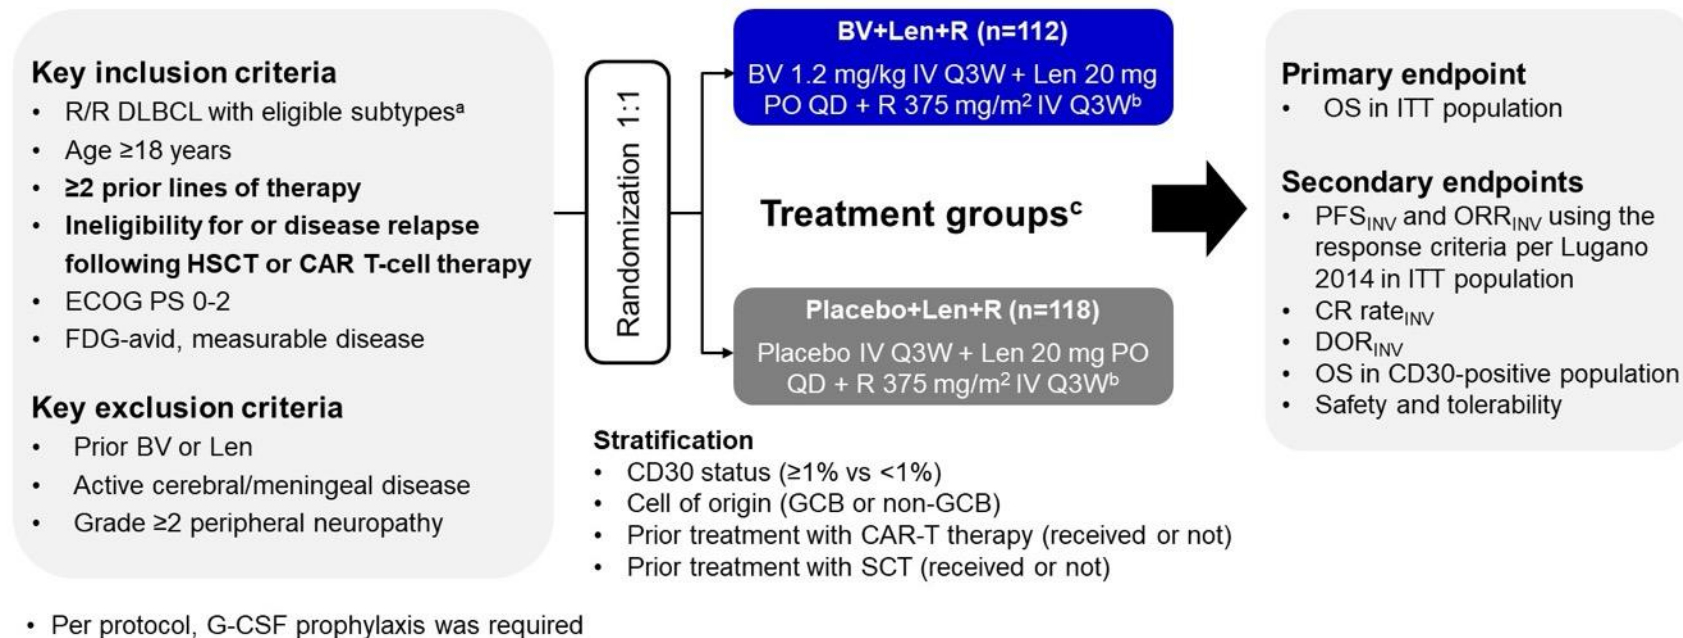 Key inclusion criteria
• R/R DLBCL with eligible subtypesᵃ
• Age ≥18 years
• ≥2 prior lines of therapy
• Ineligibility for or disease relapse
following HSCT or CAR T-cell therapy
• ECOG PS 0-2
• FDG-avid, measurable disease
Key exclusion criteria
• Prior BV or Len
• Active cerebral/meningeal disease
• Grade ≥2 peripheral neuropathy
• Per protocol, G-CSF prophylaxis was required
Randomization 1:1
BV+Len+R (n=112)
BV 1.2 mg/kg IV Q3W + Len 20 mg
PO QD + R 375 mg/m² IV Q3Wᵇ
Treatment groupsᶜ
Placebo+Len+R (n=118)
Placebo IV Q3W + Len 20 mg PO
QD + R 375 mg/m² IV Q3Wᵇ
Stratification
• CD30 status (≥1% vs <1%)
• Cell of origin (GCB or non-GCB)
• Prior treatment with CAR-T therapy (received or not)
• Prior treatment with SCT (received or not)
Primary endpoint
• OS in ITT population
Secondary endpoints
• PFS_INV and ORR_INV using the
response criteria per Lugano
2014 in ITT population
• CR rate_INV
• DOR_INV
• OS in CD30-positive population
• Safety and tolerability